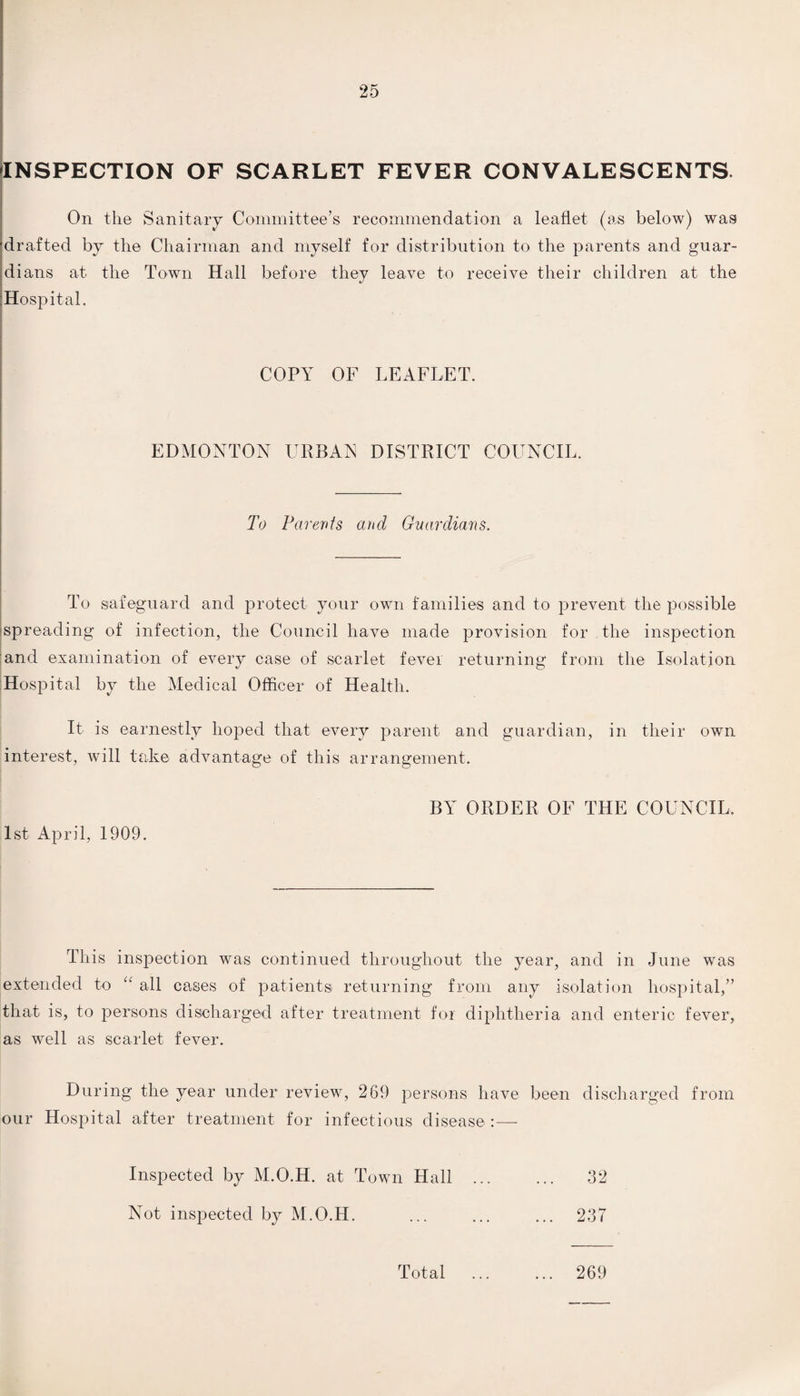 25
INSPECTION OF SCARLET FEVER CONVALESCENTS.
On the Sanitary Committee's recommendation a leaflet (as below) was
drafted by the Chairman and myself for distribution to the parents and guar-
dians at the Town Hall before they leave to receive their children at the
Hospital.
COPY OF LEAFLET.
EDMONTON URBAN DISTRICT COUNCIL.
To Parents and Guardians.
To safeguard and protect your own families and to prevent the possible
spreading of infection, the Council have made provision for the inspection
and examination of every case of scarlet fever returning from the Isolation
Hospital by the Medical Officer of Health.
It is earnestly hoped that every parent and guardian, in their own
interest, will take advantage of this arrangement.
BY ORDER OF THE COUNCIL.
1st April, 1909.
This inspection was continued throughout the year, and in June was
extended to "all cases of patients returning from any isolation hospital,"
that is, to persons discharged after treatment for diphtheria and enteric fever,
as well as scarlet fever.
During the year under review, 269 persons have been discharged from
our Hospital after treatment for infectious disease:—
Inspected by M.O.H. at Town Hall ... ... 32
Not inspected by M.O.H. ... ... ... 237
Total ... ... 269